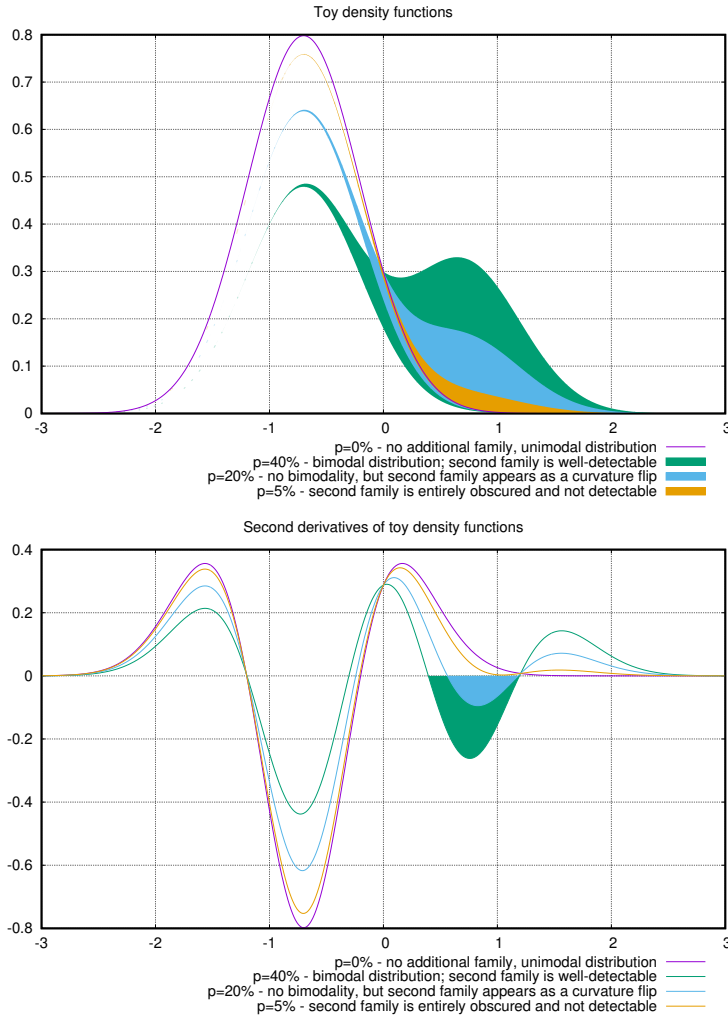 Toy density functions
0.8
0.7
0.6
0.5
0.4
0.3
0.2
0.1
0
-3 -2 -1 0 1 2 3
p=0% - no additional family, unimodal distribution
p=40% - bimodal distribution; second family is well-detectable
p=20% - no bimodality, but second family appears as a curvature flip
p=5% - second family is entirely obscured and not detectable
Second derivatives of toy density functions
0.4
0.2
0
-0.2
-0.4
-0.6
-0.8
-3 -2 -1 0 1 2 3
p=0% - no additional family, unimodal distribution
p=40% - bimodal distribution; second family is well-detectable
p=20% - no bimodality, but second family appears as a curvature flip
p=5% - second family is entirely obscured and not detectable